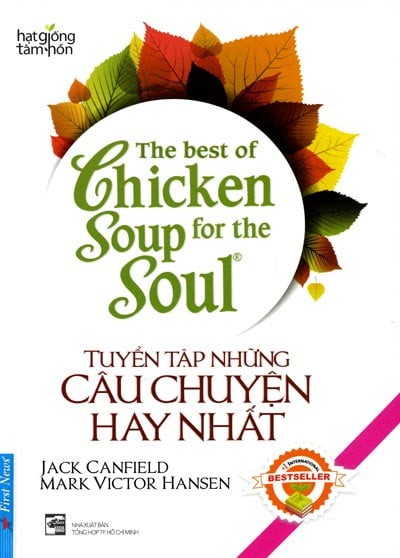 hạt giống
tâm hồn
The best of
Chicken
Soup for the
Soul®
TUYỂN TẬP NHỮNG
CÂU CHUYỆN
HAY NHẤT
JACK CANFIELD
MARK VICTOR HANSEN
#1 INTERNATIONAL
BESTSELLER
First News
NHÀ XUẤT BẢN
TỔNG HỢP TP. HỒ CHÍ MINH